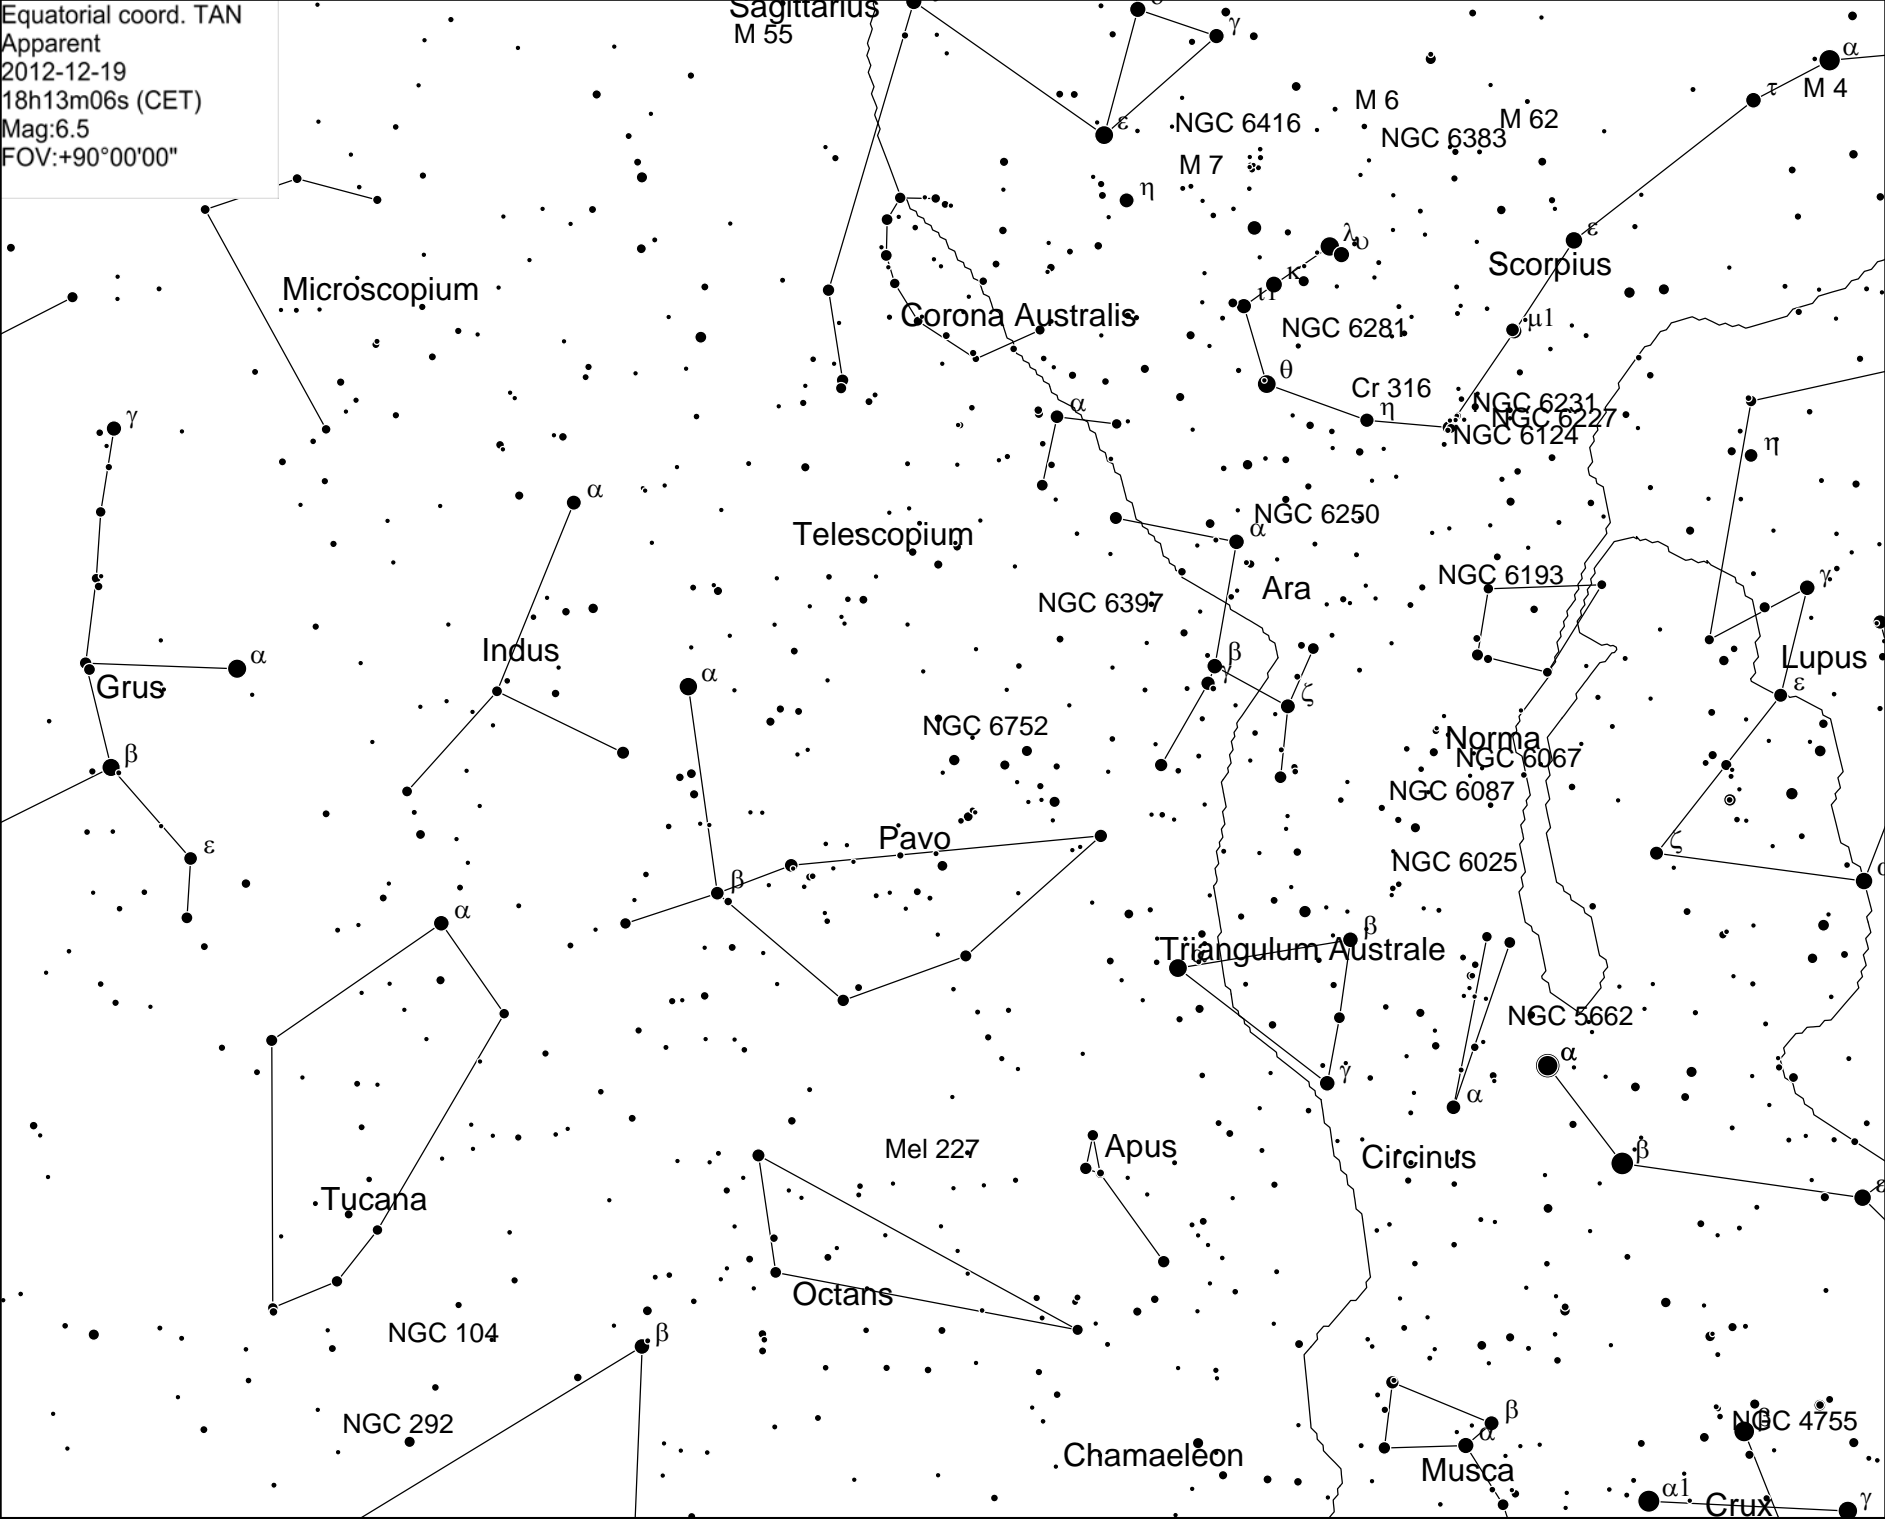 Equatorial coord. TAN
Apparent
2012-12-19
18h13m06s (CET)
Mag:6.5
FOV:+90°00'00"
Sagittarius
M 55
γ
α
τ
M 4
M 6
ε
NGC 6416
M 62
NGC 6383
M 7
η
λ
υ
ε
Scorpius
κ
ι1
Microscopium
Corona Australis
NGC 6281
μ1
θ
Cr 316
η
NGC 6231
NGC 6227
NGC 6124
γ
α
η
α
NGC 6250
α
Telescopium
Ara
NGC 6193
γ
NGC 6397
Indus
β
γ
Lupus
α
Grus
α
ζ
ε
NGC 6752
Norma
NGC 6067
β
NGC 6087
Pavo
ε
ζ
NGC 6025
β
α
β
Triangulum Australe
α
NGC 5662
α
γ
α
Mel 227
Apus
Circinus
β
ε
Tucana
Octans
NGC 104
β
NGC 292
β
α
β
NGC 4755
Chamaeleon
Musca
α1
Crux
γ